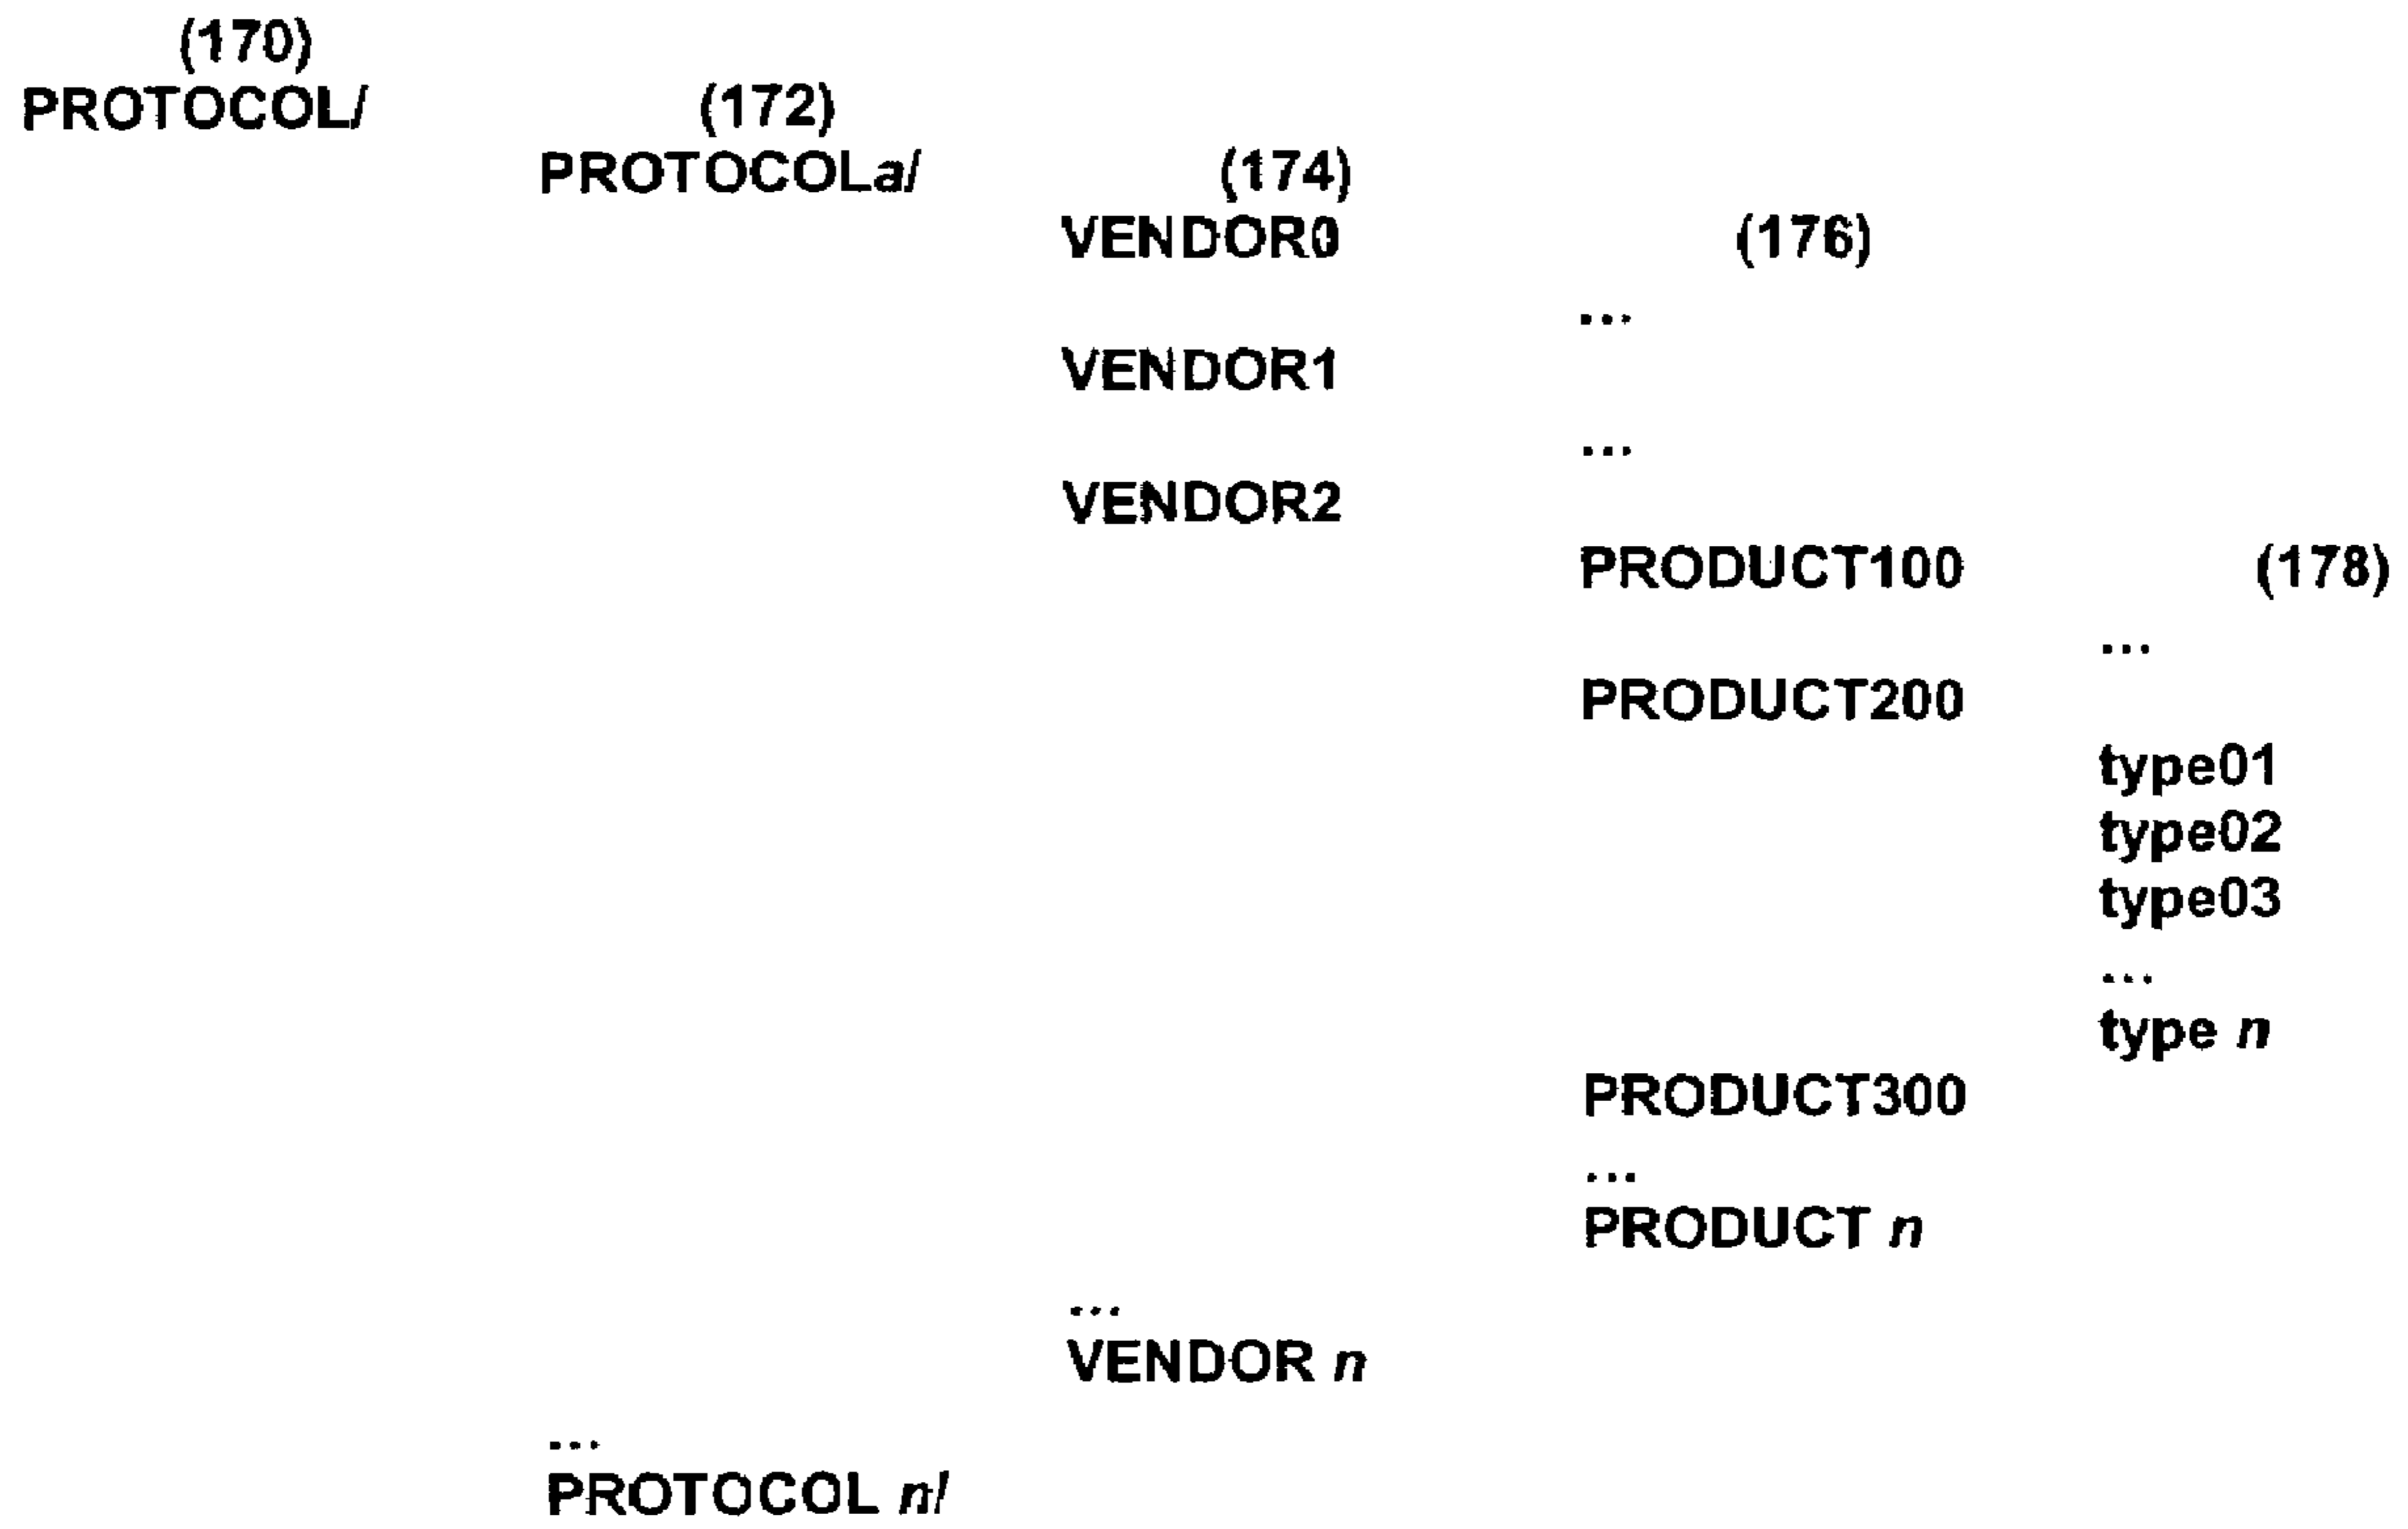 (170)
PROTOCOL/
(172)
PROTOCOLa/
(174)
VENDOR0
(176)
...
VENDOR1
...
VENDOR2
PRODUCT100
(178)
...
PRODUCT200
type01
type02
type03
...
type n
PRODUCT300
...
PRODUCT n
...
VENDOR n
...
PROTOCOL n/